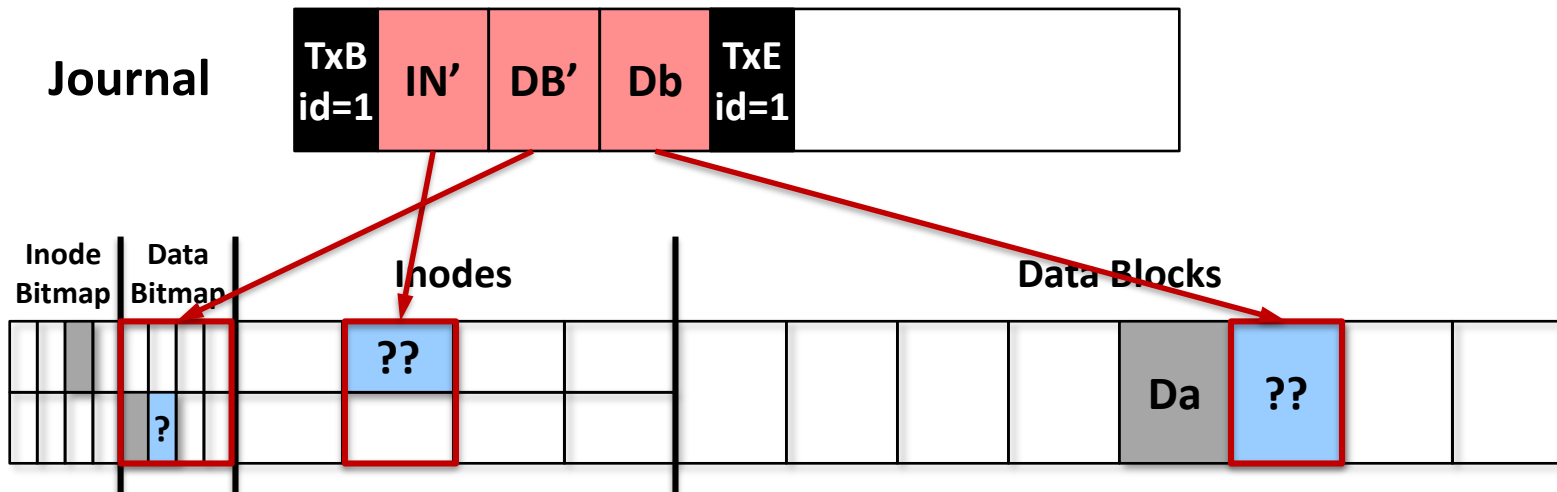 Journal
TxB
id=1
IN’
DB’
Db
TxE
id=1
Inode
Bitmap
Data
Bitmap
Inodes
Data Blocks
??
?
Da
??